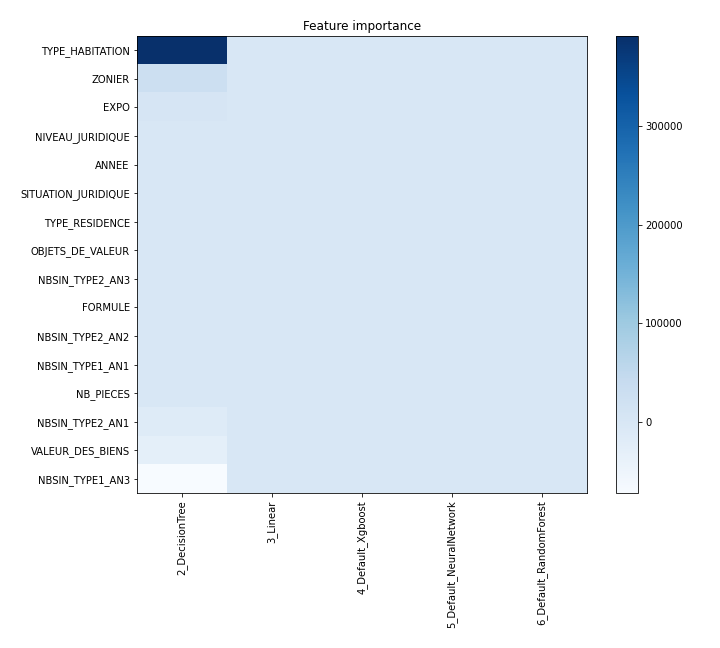 Feature importance
TYPE_HABITATION
ZONIER
EXPO
NIVEAU_JURIDIQUE
ANNEE
SITUATION_JURIDIQUE
TYPE_RESIDENCE
OBJETS_DE_VALEUR
NBSIN_TYPE2_AN3
FORMULE
NBSIN_TYPE2_AN2
NBSIN_TYPE1_AN1
NB_PIECES
NBSIN_TYPE2_AN1
VALEUR_DES_BIENS
NBSIN_TYPE1_AN3
2_DecisionTree
3_Linear
4_Default_Xgboost
5_Default_NeuralNetwork
6_Default_RandomForest
300000
200000
100000
0